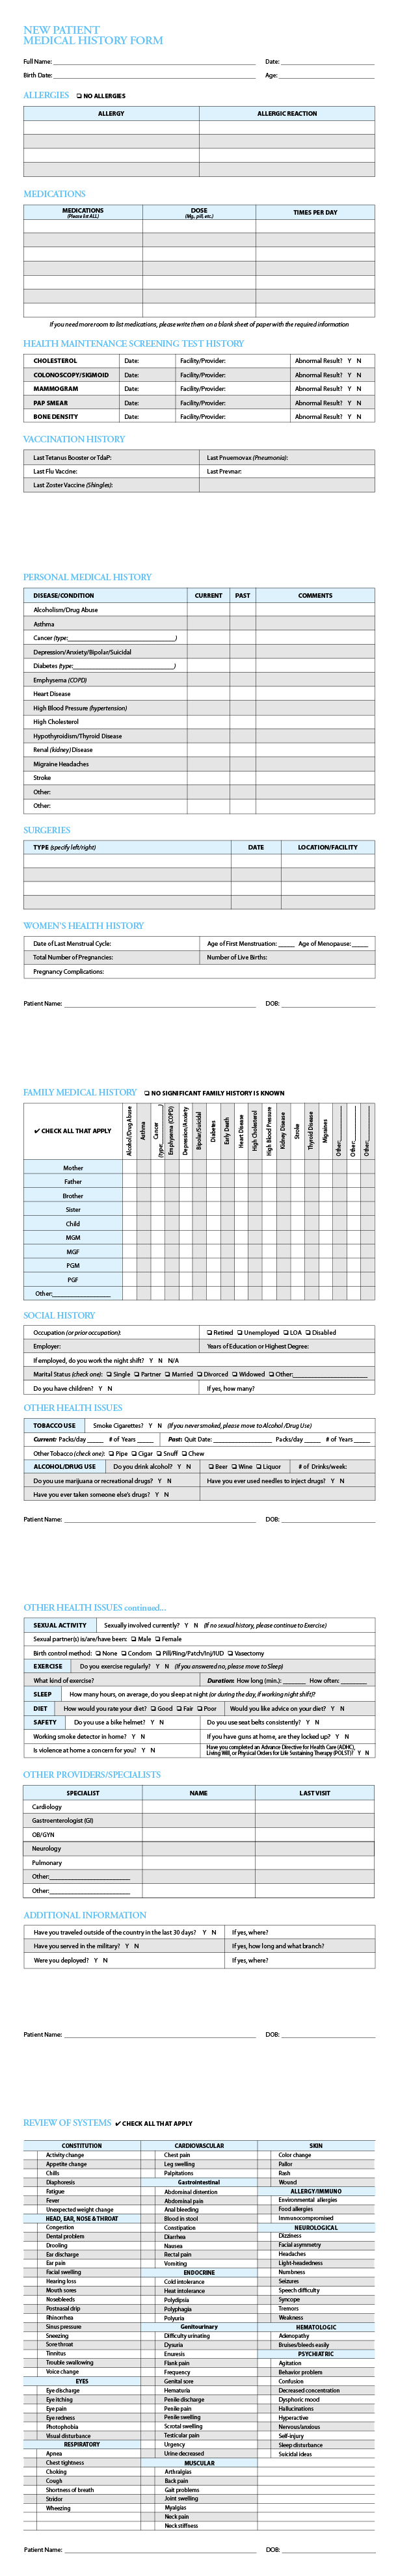 NEW PATIENT
MEDICAL HISTORY FORM
Full Name: Date:
Birth Date: Age:
ALLERGIES ❏ NO ALLERGIES
ALLERGY ALLERGIC REACTION
MEDICATIONS
MEDICATIONS DOSE TIMES PER DAY
(Please list ALL) (Mg., pill, etc.)
If you need more room to list medications, please write them on a blank sheet of paper with the required information
HEALTH MAINTENANCE SCREENING TEST HISTORY
CHOLESTEROL Date: Facility/Provider: Abnormal Result? Y N
COLONOSCOPY/SIGMOID Date: Facility/Provider: Abnormal Result? Y N
MAMMOGRAM Date: Facility/Provider: Abnormal Result? Y N
PAP SMEAR Date: Facility/Provider: Abnormal Result? Y N
BONE DENSITY Date: Facility/Provider: Abnormal Result? Y N
VACCINATION HISTORY
Last Tetanus Booster or TdaP: Last Pnuemovax (Pneumonia):
Last Flu Vaccine: Last Prevnar:
Last Zoster Vaccine (Shingles):
PERSONAL MEDICAL HISTORY
DISEASE/CONDITION CURRENT PAST COMMENTS
Alcoholism/Drug Abuse
Asthma
Cancer (type:________)
Depression/Anxiety/Bipolar/Suicidal
Diabetes (type:________)
Emphysema (COPD)
Heart Disease
High Blood Pressure (hypertension)
High Cholesterol
Hypothyroidism/Thyroid Disease
Renal (kidney) Disease
Migraine Headaches
Stroke
Other:
Other:
SURGERIES
TYPE (specify left/right) DATE LOCATION/FACILITY
WOMEN'S HEALTH HISTORY
Date of Last Menstrual Cycle: Age of First Menstruation: _____ Age of Menopause: _____
Total Number of Pregnancies: Number of Live Births:
Pregnancy Complications:
Patient Name: DOB:
FAMILY MEDICAL HISTORY ❏ NO SIGNIFICANT FAMILY HISTORY IS KNOWN
✔ CHECK ALL THAT APPLY
Alcohol/Drug Abuse
Asthma
Cancer (type:____)
Emphysema (COPD)
Depression/Anxiety
Bipolar/Suicidal
Diabetes
Early Death
Heart Disease
High Cholesterol
High Blood Pressure
Kidney Disease
Stroke
Thyroid Disease
Migraines
Other:
Other:
Other:
Mother
Father
Brother
Sister
Child
MGM
MGF
PGM
PGF
Other:
SOCIAL HISTORY
Occupation (or prior occupation): ❏ Retired ❏ Unemployed ❏ LOA ❏ Disabled
Employer: Years of Education or Highest Degree:
If employed, do you work the night shift? Y N N/A
Marital Status (check one): ❏ Single ❏ Partner ❏ Married ❏ Divorced ❏ Widowed ❏ Other:
Do you have children? Y N If yes, how many?
OTHER HEALTH ISSUES
TOBACCO USE Smoke Cigarettes? Y N (If you never smoked, please move to Alcohol /Drug Use)
Current: Packs/day _____ # of Years _____ Past: Quit Date: _____ Packs/day _____ # of Years _____
Other Tobacco (check one): ❏ Pipe ❏ Cigar ❏ Snuff ❏ Chew
ALCOHOL/DRUG USE Do you drink alcohol? Y N ❏ Beer ❏ Wine ❏ Liquor # of Drinks/week:
Do you use marijuana or recreational drugs? Y N Have you ever used needles to inject drugs? Y N
Have you ever taken someone else's drugs? Y N
Patient Name: DOB:
OTHER HEALTH ISSUES continued...
SEXUAL ACTIVITY Sexually involved currently? Y N (If no sexual history, please continue to Exercise)
Sexual partner(s) is/are/have been: ❏ Male ❏ Female
Birth control method: ❏ None ❏ Condom ❏ Pill/Ring/Patch/Inj/IUD ❏ Vasectomy
EXERCISE Do you exercise regularly? Y N (If you answered no, please move to Sleep)
What kind of exercise? Duration: How long (min.): _____ How often: _____
SLEEP How many hours, on average, do you sleep at night (or during the day, if working night shift)?
DIET How would you rate your diet? ❏ Good ❏ Fair ❏ Poor Would you like advice on your diet? Y N
SAFETY Do you use a bike helmet? Y N Do you use seat belts consistently? Y N
Working smoke detector in home? Y N If you have guns at home, are they locked up? Y N
Is violence at home a concern for you? Y N Have you completed an Advance Directive for Health Care (ADHC),
Living Will, or Physical Orders for Life Sustaining Therapy (POLST)? Y N
OTHER PROVIDERS/SPECIALISTS
SPECIALIST NAME LAST VISIT
Cardiology
Gastroenterologist (GI)
OB/GYN
Neurology
Pulmonary
Other:
Other:
ADDITIONAL INFORMATION
Have you traveled outside of the country in the last 30 days? Y N If yes, where?
Have you served in the military? Y N If yes, how long and what branch?
Were you deployed? Y N If yes, where?
Patient Name: DOB:
REVIEW OF SYSTEMS ✔ CHECK ALL THAT APPLY
CONSTITUTION
Activity change
Appetite change
Chills
Diaphoresis
Fatigue
Fever
Unexpected weight change
HEAD, EAR, NOSE & THROAT
Congestion
Dental problem
Drooling
Ear discharge
Ear pain
Facial swelling
Hearing loss
Mouth sores
Nosebleeds
Postnasal drip
Rhinorrhea
Sinus pressure
Sneezing
Sore throat
Tinnitus
Trouble swallowing
Voice change
EYES
Eye discharge
Eye itching
Eye pain
Eye redness
Photophobia
Visual disturbance
RESPIRATORY
Apnea
Chest tightness
Choking
Cough
Shortness of breath
Stridor
Wheezing
CARDIOVASCULAR
Chest pain
Leg swelling
Palpitations
Gastrointestinal
Abdominal distention
Abdominal pain
Anal bleeding
Blood in stool
Constipation
Diarrhea
Nausea
Rectal pain
Vomiting
ENDOCRINE
Cold intolerance
Heat intolerance
Polydipsia
Polyphagia
Polyuria
Genitourinary
Difficulty urinating
Dysuria
Enuresis
Flank pain
Frequency
Genital sore
Hematuria
Penile discharge
Penile pain
Penile swelling
Scrotal swelling
Testicular pain
Urgency
Urine decreased
MUSCULAR
Arthralgias
Back pain
Gait problems
Joint swelling
Myalgias
Neck pain
Neck stiffness
SKIN
Color change
Pallor
Rash
Wound
ALLERGY/IMMUNO
Environmental allergies
Food allergies
Immunocompromised
NEUROLOGICAL
Dizziness
Facial asymmetry
Headaches
Light-headedness
Numbness
Seizures
Speech difficulty
Syncope
Tremors
Weakness
HEMATOLOGIC
Adenopathy
Bruises/bleeds easily
PSYCHIATRIC
Agitation
Behavior problem
Confusion
Decreased concentration
Dysphoric mood
Hallucinations
Hyperactive
Nervous/anxious
Self-injury
Sleep disturbance
Suicidal ideas
Patient Name: DOB: